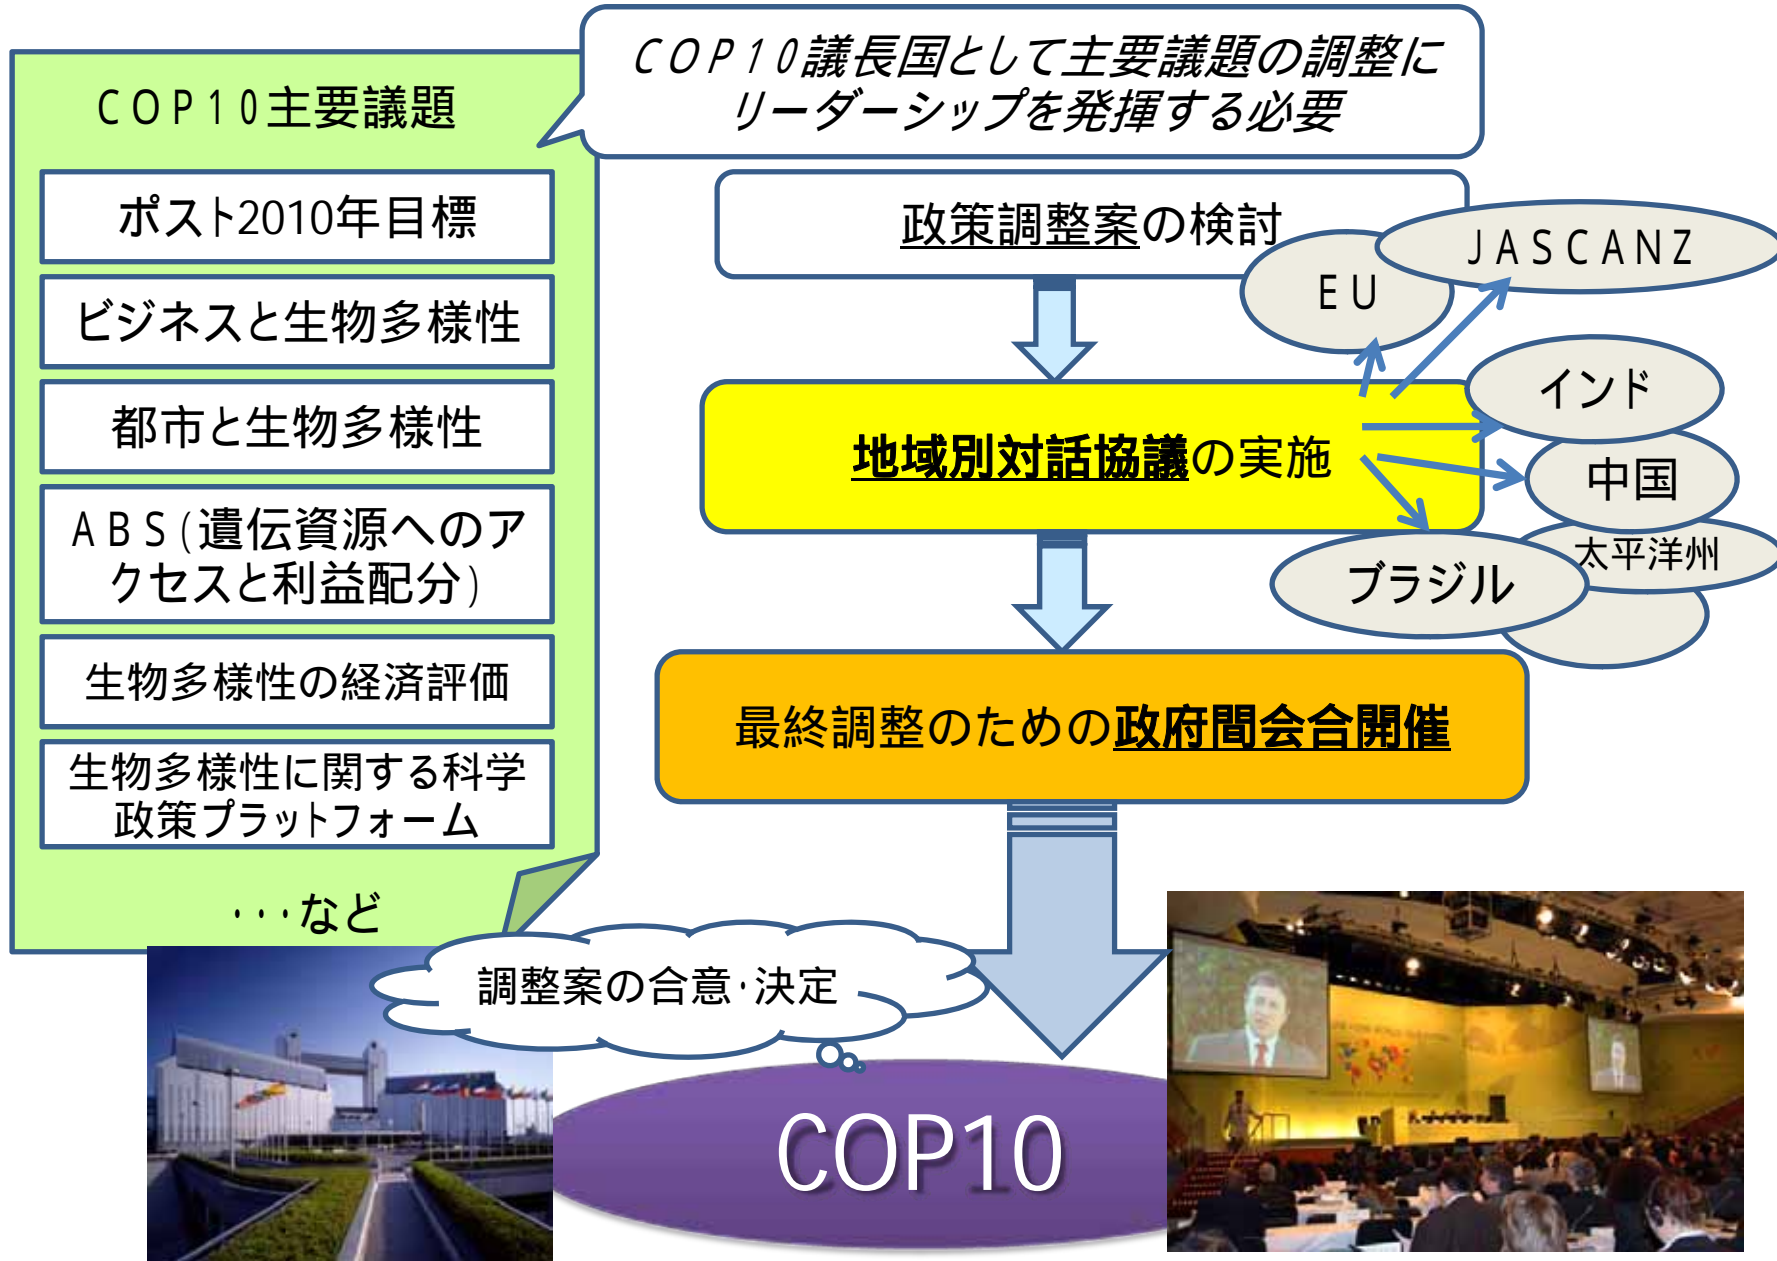 COP10議長国として主要議題の調整に
リーダーシップを発揮する必要
COP10主要議題
ポスト2010年目標
ビジネスと生物多様性
都市と生物多様性
ABS(遺伝資源へのア
クセスと利益配分)
生物多様性の経済評価
生物多様性に関する科学
政策プラットフォーム
･･･など
政策調整案の検討
EU
JASCANZ
インド
中国
太平洋州
ブラジル
地域別対話協議の実施
最終調整のための政府間会合開催
調整案の合意･決定
COP10